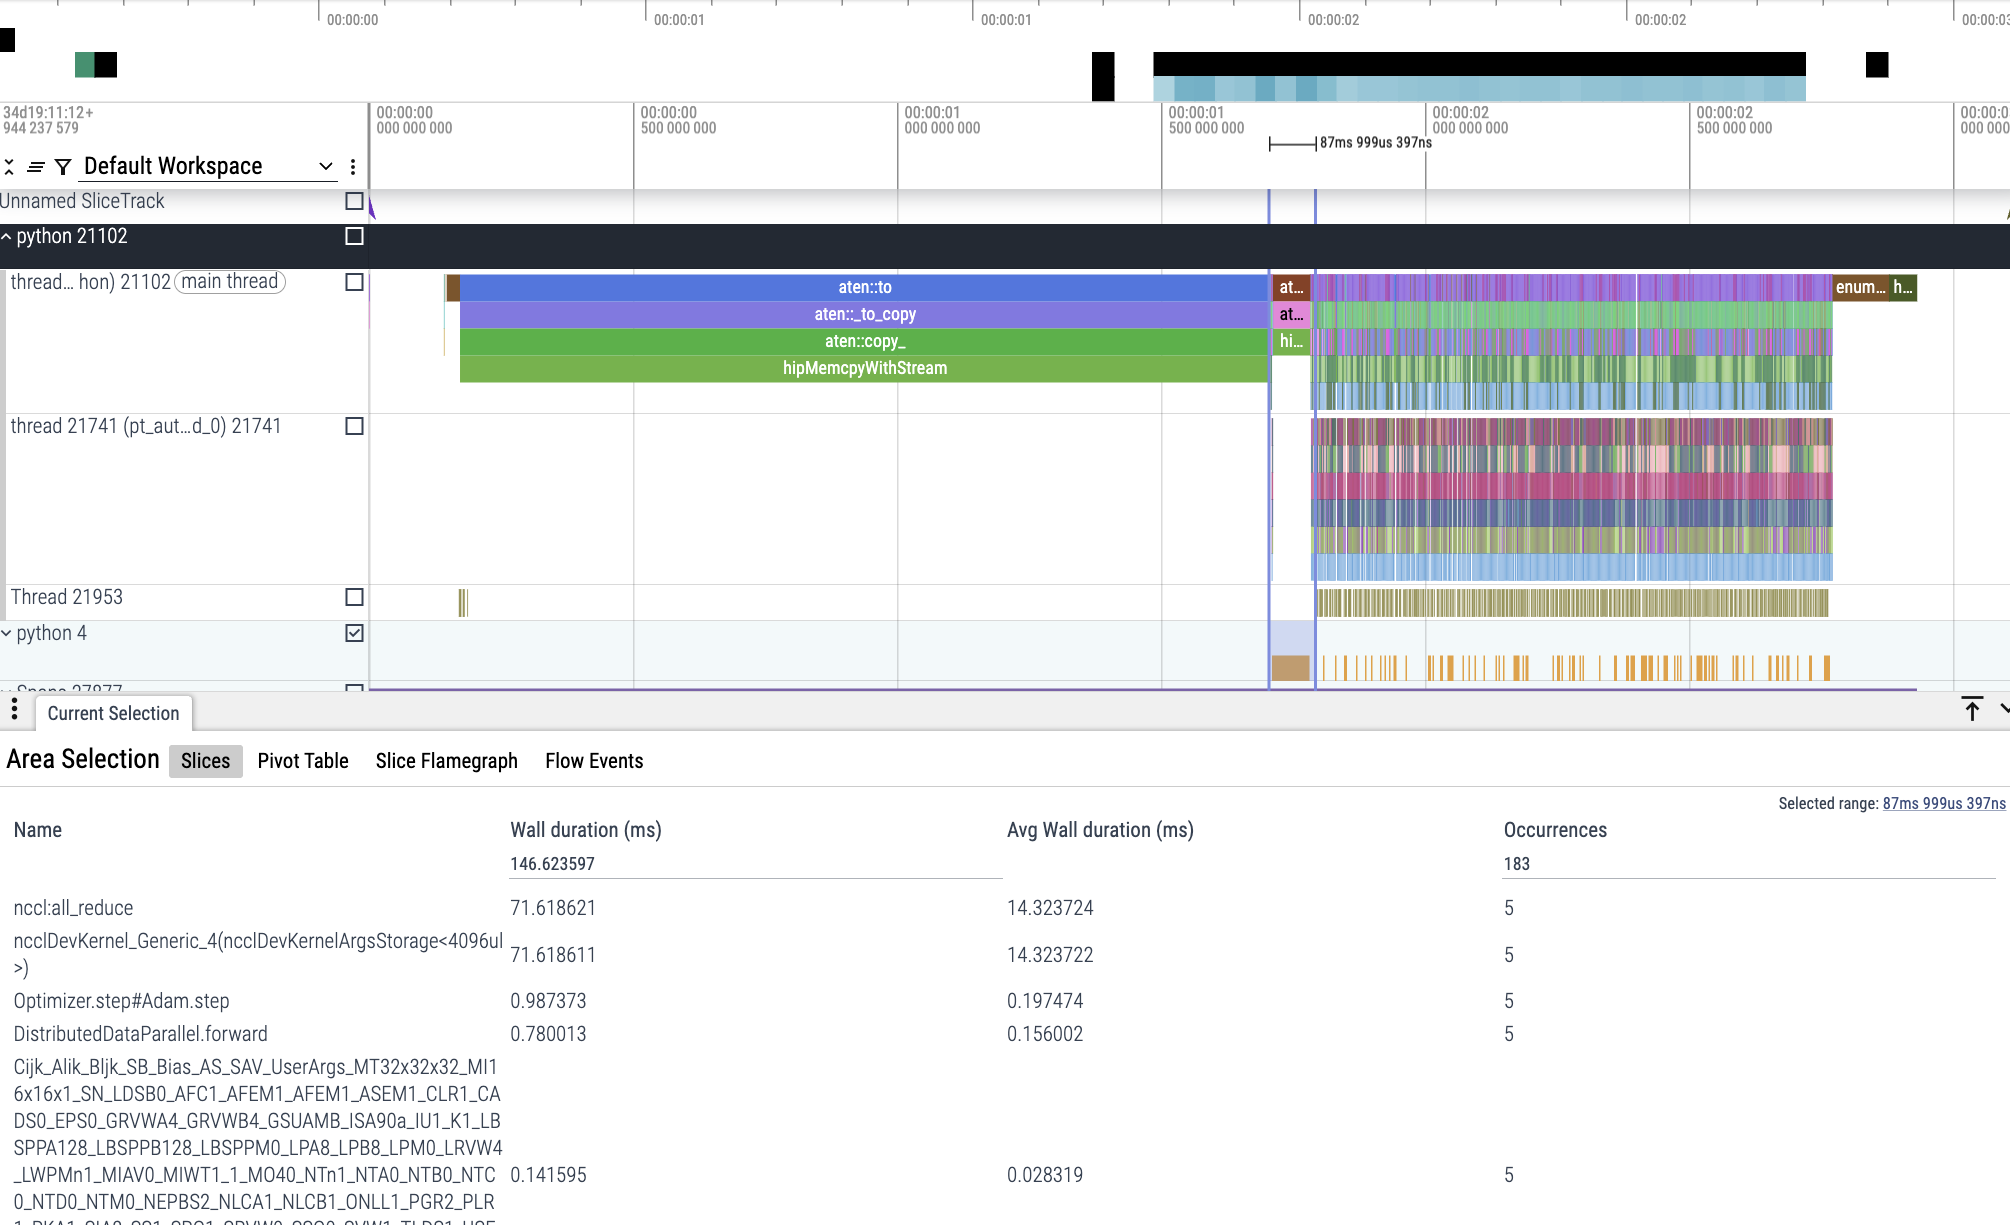 00:00:00 00:00:01 00:00:01 00:00:02 00:00:02 00:00:03
34d19:11:12+ 00:00:00 00:00:00 00:00:01 00:00:01 00:00:02 00:00:02 00:00:0
944 237 579 000 000 000 500 000 000 000 000 000 500 000 000 000 000 000 500 000 000 000 00
87ms 999us 397ns
Default Workspace
Unnamed SliceTrack
python 21102
thread... hon) 21102 main thread
aten::to at... enum... h...
aten::_to_copy at...
aten::copy_ hi...
hipMemcpyWithStream
thread 21741 (pt_aut...d_0) 21741
Thread 21953
python 4
Current Selection
Area Selection Slices Pivot Table Slice Flamegraph Flow Events
Selected range: 87ms 999us 397ns
Name Wall duration (ms) Avg Wall duration (ms) Occurrences
146.623597 183
nccl:all_reduce 71.618621 14.323724 5
ncclDevKernel_Generic_4(ncclDevKernelArgsStorage<4096ul
>) 71.618611 14.323722 5
Optimizer.step#Adam.step 0.987373 0.197474 5
DistributedDataParallel.forward 0.780013 0.156002 5
Cijk_Alik_Bljk_SB_Bias_AS_SAV_UserArgs_MT32x32x32_MI1
6x16x1_SN_LDSB0_AFC1_AFEM1_AFEM1_ASEM1_CLR1_CA
DS0_EPS0_GRVWA4_GRVWB4_GSUAMB_ISA90a_IU1_K1_LB
SPPA128_LBSPPB128_LBSPPM0_LPA8_LPB8_LPM0_LRVW4
_LWPMn1_MIAV0_MIWT1_1_MO40_NTn1_NTA0_NTB0_NTC 0.141595 0.028319 5
0_NTD0_NTM0_NEPBS2_NLCA1_NLCB1_ONLL1_PGR2_PLR